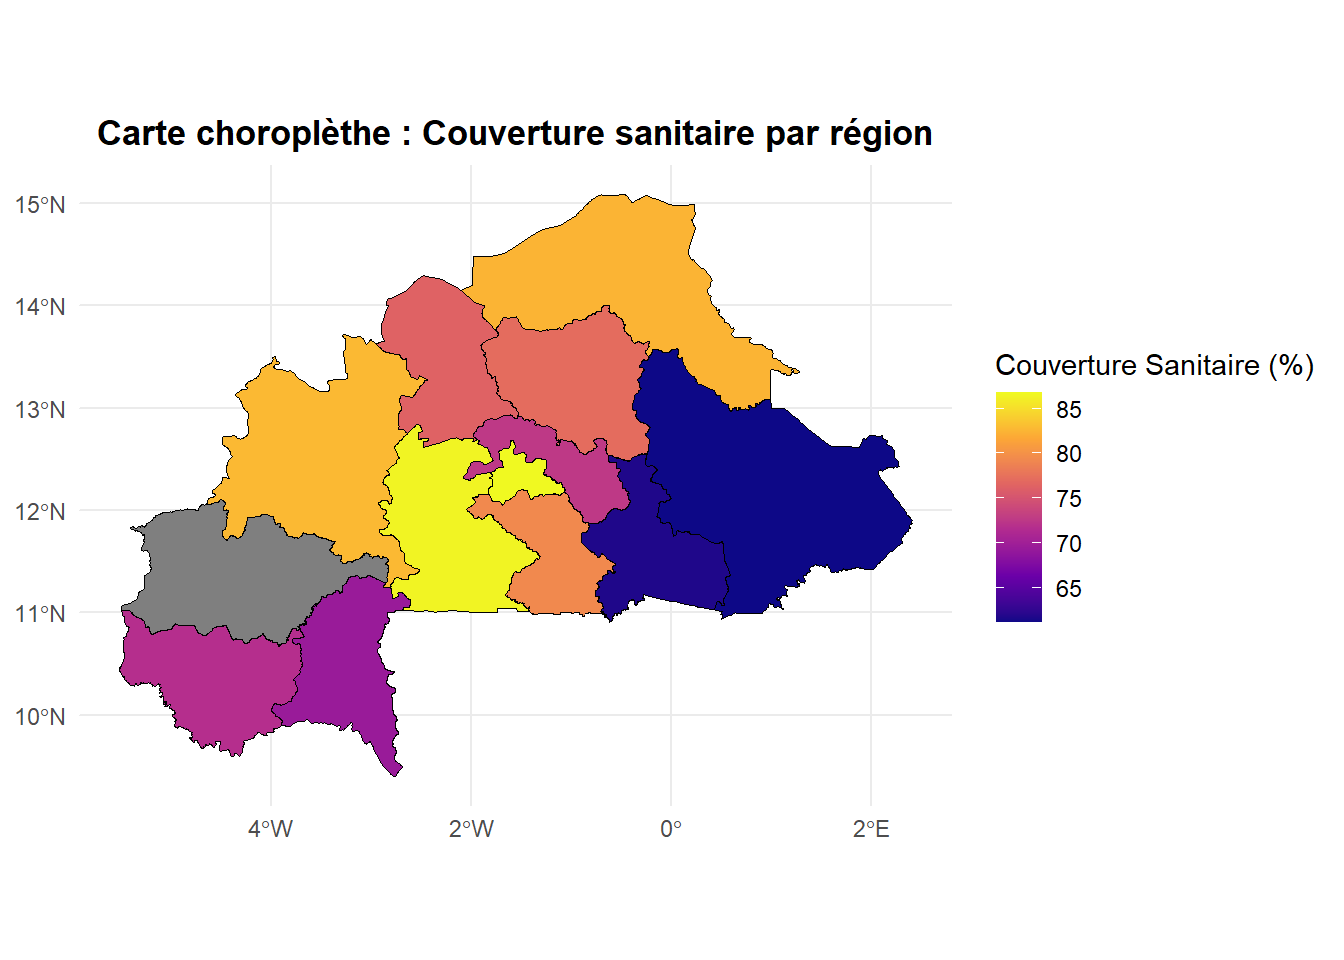 Carte choroplèthe : Couverture sanitaire par région
15°N
14°N
13°N
12°N
11°N
10°N
4°W
2°W
0°
2°E
Couverture Sanitaire (%)
85
80
75
70
65